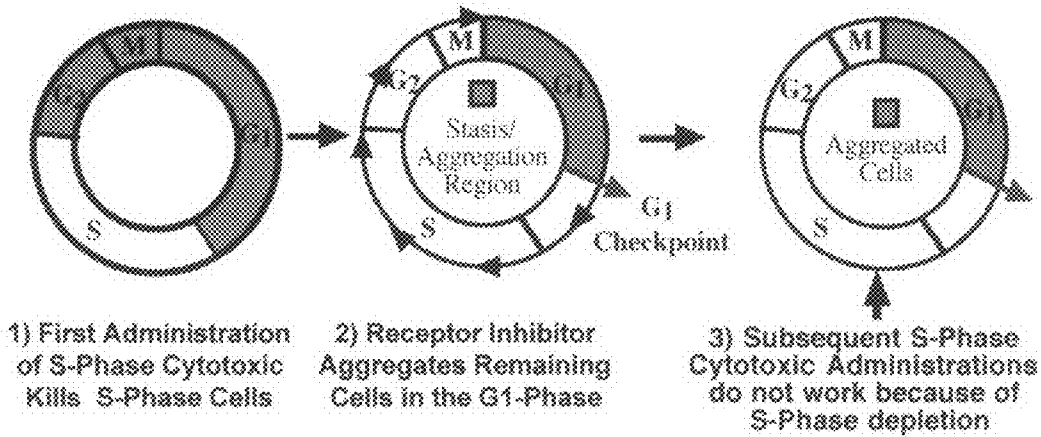 M
G2
G1
S
M
G2
G1
Stasis/
Aggregation
Region
S
G1
Checkpoint
M
G2
G1
Aggregated
Cells
S
1) First Administration
of S-Phase Cytotoxic
Kills S-Phase Cells
2) Receptor Inhibitor
Aggregates Remaining
Cells in the G1-Phase
3) Subsequent S-Phase
Cytotoxic Administrations
do not work because of
S-Phase depletion